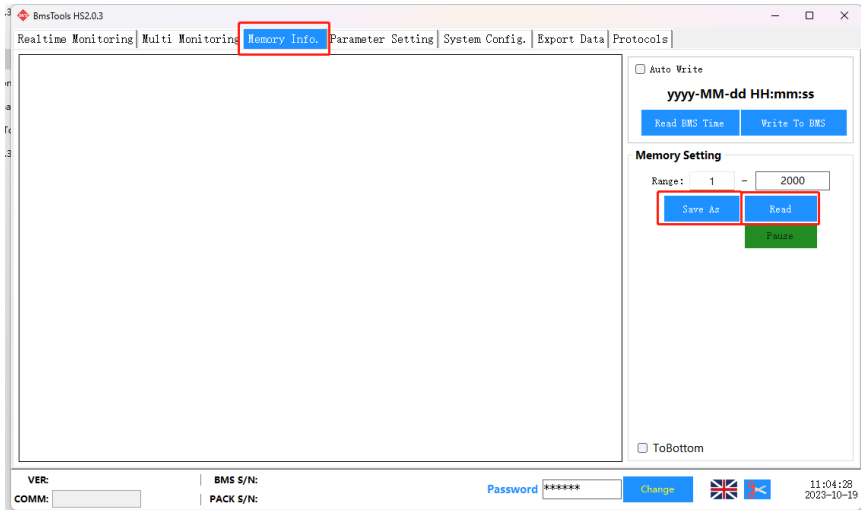 BmsTools HS2.0.3
Realtime Monitoring Multi Monitoring Memory Info. Parameter Setting System Config. Export Data Protocols
Auto Write
yyyy-MM-dd HH:mm:ss
Read BMS Time Write To BMS
Memory Setting
Range: 1 - 2000
Save As Read
Pause
ToBottom
VER: BMS S/N:
Password ****** Change
COMM: PACK S/N:
11:04:28
2023-10-19